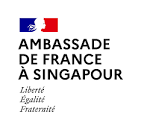 AMBASSADE
DE FRANCE
À SINGAPOUR
Liberté
Égalité
Fraternité